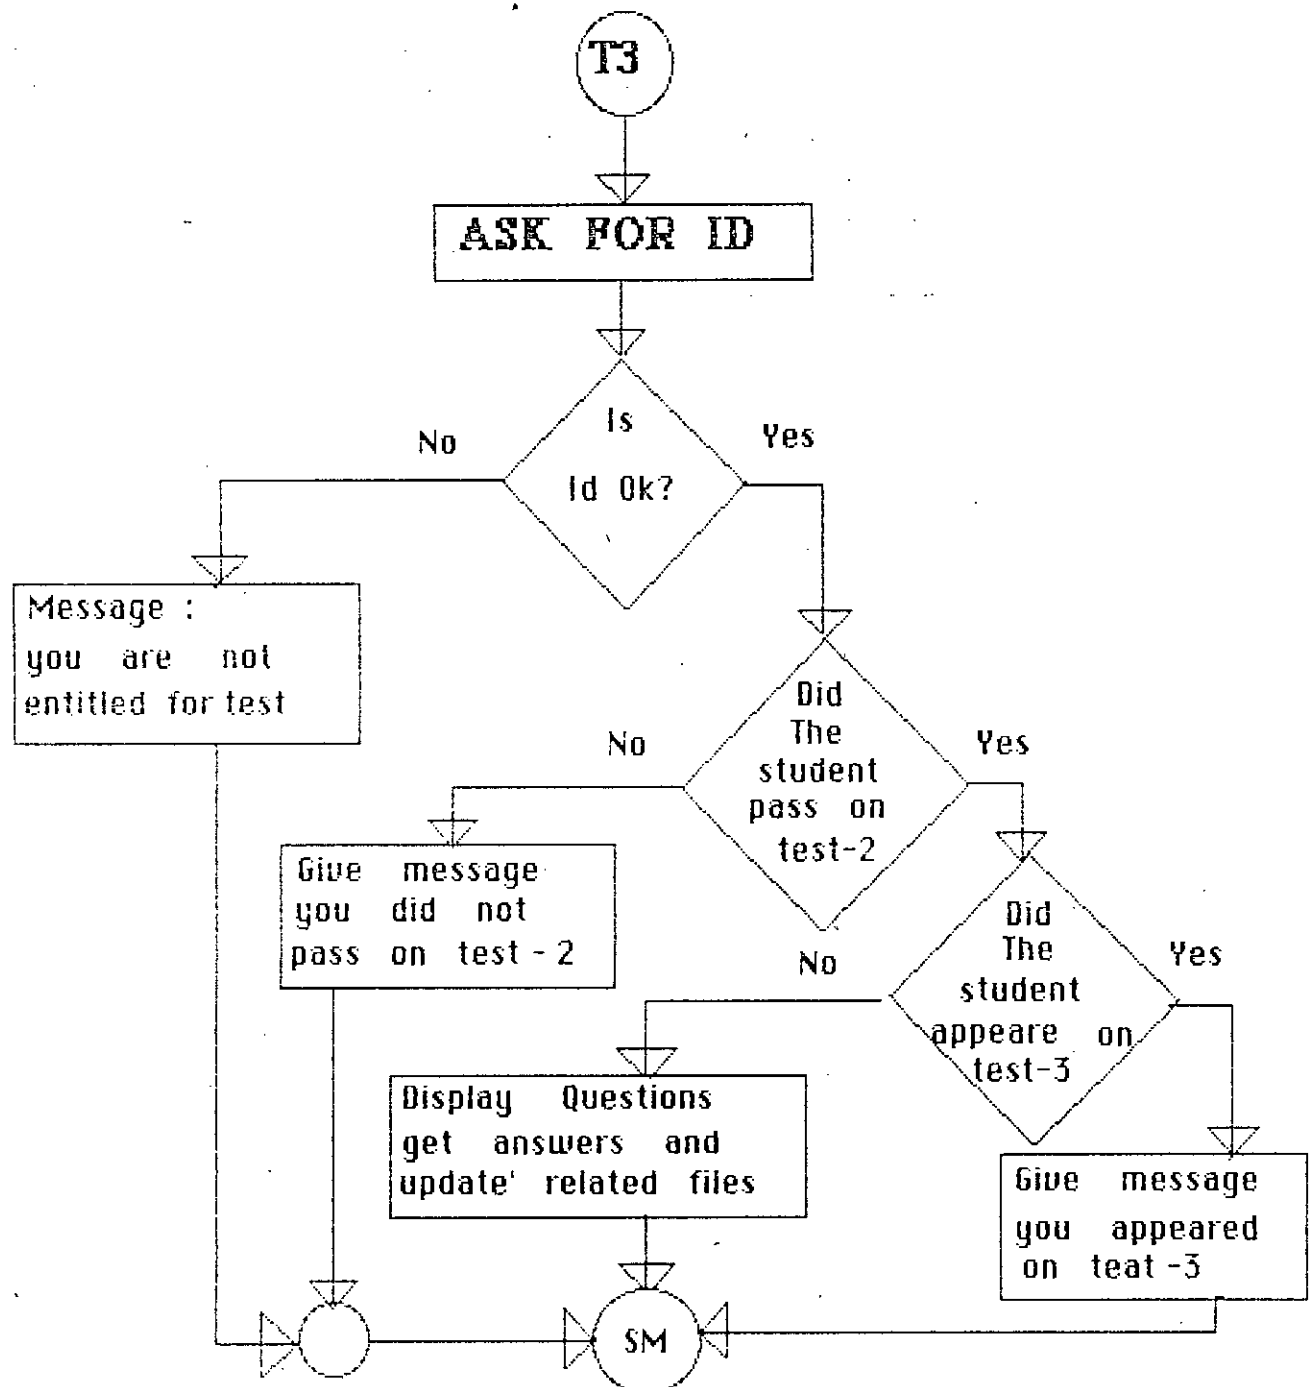 T3
ASK FOR ID
Is
Id Ok?
No
Yes
Message :
you are not
entitled for test
Did
The
student
pass on
test-2
No
Yes
Give message
you did not
pass on test - 2
Did
The
student
appeare on
test-3
No
Yes
Display Questions
get answers and
update' related files
Give message
you appeared
on teat -3
SM